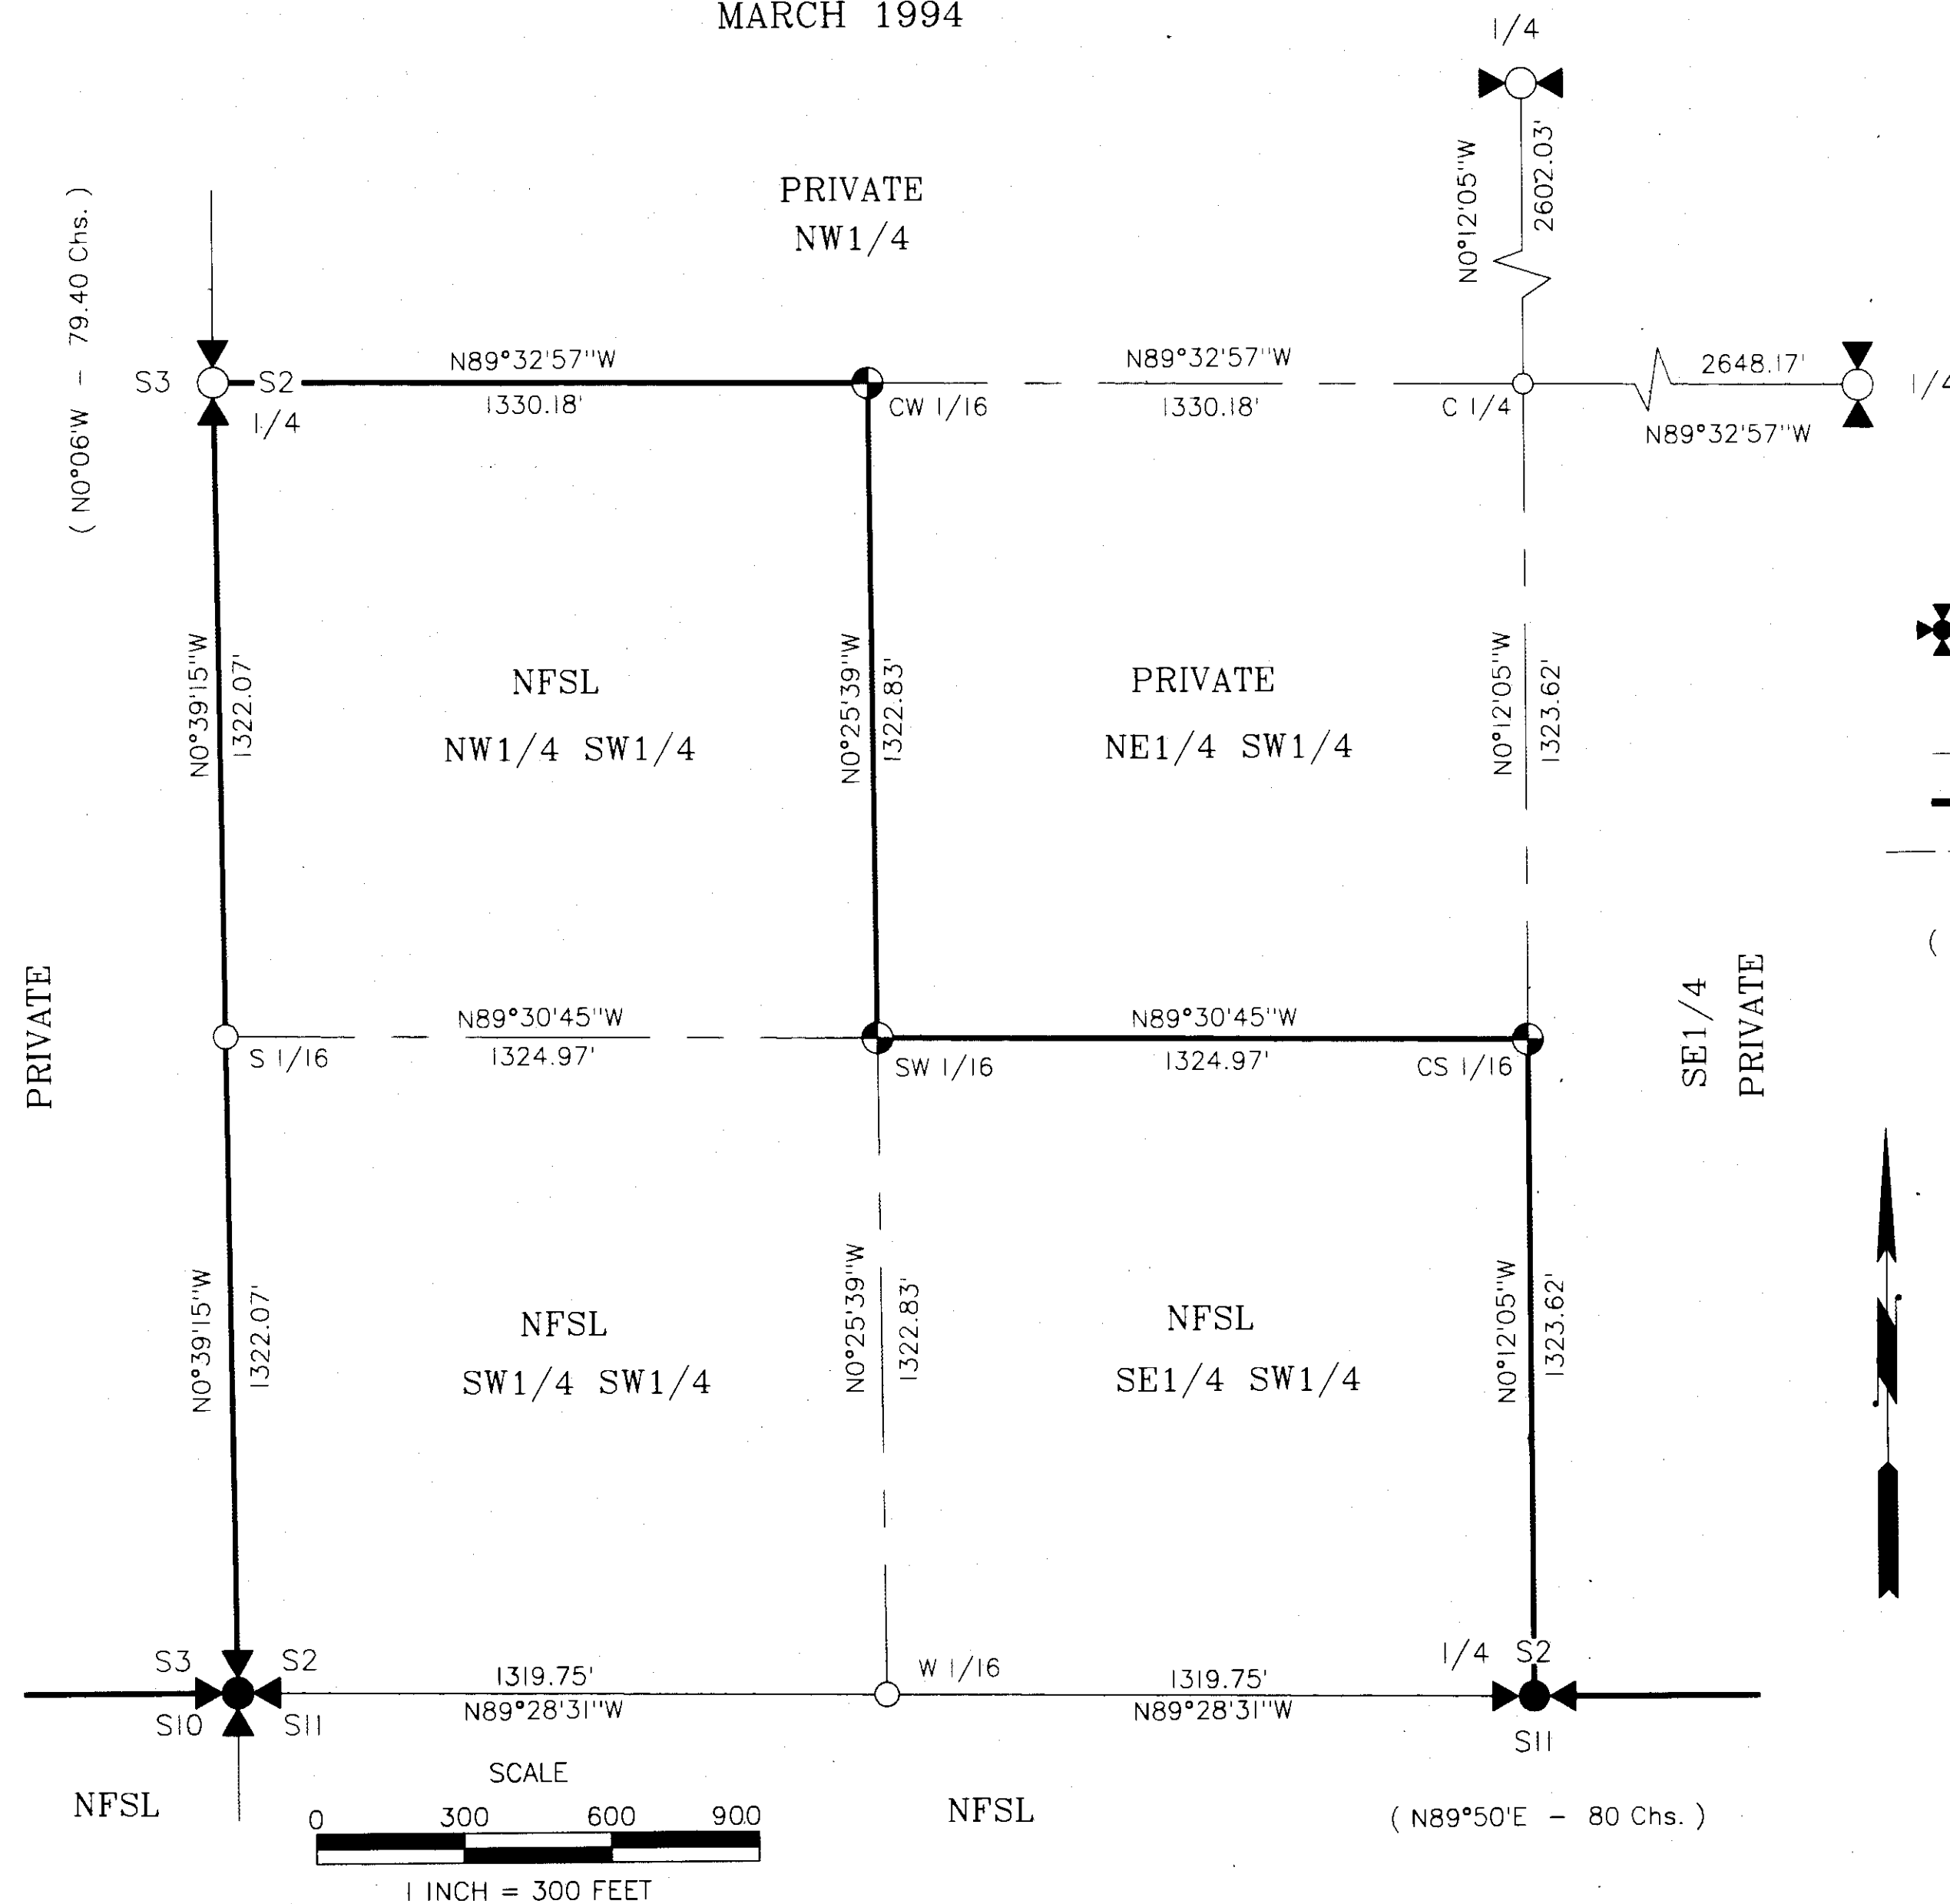 MARCH 1994
1/4
N0°12'05"W
2602.03'
PRIVATE
NW1/4
( N0°06'W - 79.40 Chs. )
S3
S2
1/4
N89°32'57"W
1330.18'
CW 1/16
N89°32'57"W
1330.18'
C 1/4
2648.17'
N89°32'57"W
1/4
N0°39'15"W
1322.07'
NFSL
NW1/4 SW1/4
N0°25'39"W
1322.83'
PRIVATE
NE1/4 SW1/4
N0°12'05"W
1323.62'
(
PRIVATE
S 1/16
N89°30'45"W
1324.97'
SW 1/16
N89°30'45"W
1324.97'
CS 1/16
SE1/4
PRIVATE
N0°39'15"W
1322.07'
NFSL
SW1/4 SW1/4
N0°25'39"W
1322.83'
NFSL
SE1/4 SW1/4
N0°12'05"W
1323.62'
N
S3
S2
S10
S11
1319.75'
N89°28'31"W
W 1/16
1319.75'
N89°28'31"W
1/4
S2
S11
NFSL
SCALE
0 300 600 900
1 INCH = 300 FEET
NFSL
( N89°50'E - 80 Chs. )